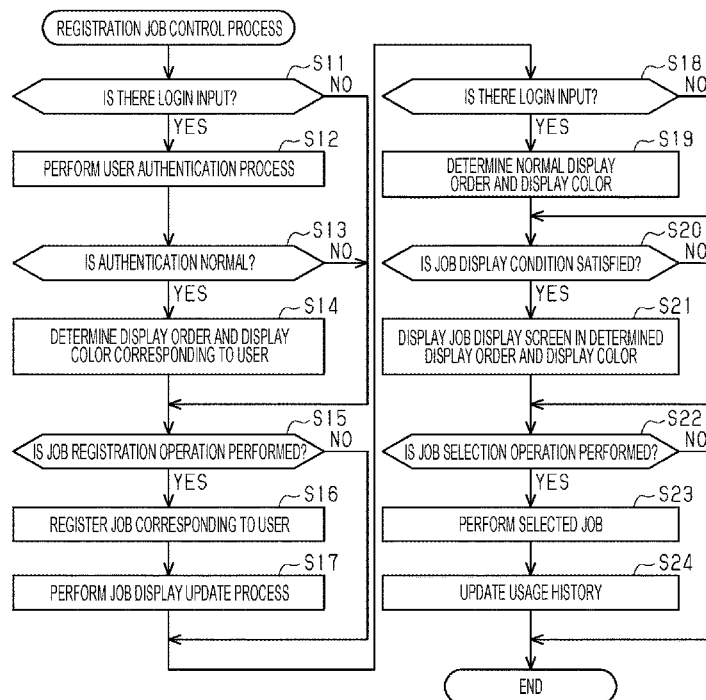 REGISTRATION JOB CONTROL PROCESS
S11
IS THERE LOGIN INPUT?
NO
YES
S12
PERFORM USER AUTHENTICATION PROCESS
S13
IS AUTHENTICATION NORMAL?
NO
YES
S14
DETERMINE DISPLAY ORDER AND DISPLAY
COLOR CORRESPONDING TO USER
S15
IS JOB REGISTRATION OPERATION PERFORMED?
NO
YES
S16
REGISTER JOB CORRESPONDING TO USER
S17
PERFORM JOB DISPLAY UPDATE PROCESS
S18
IS THERE LOGIN INPUT?
NO
YES
S19
DETERMINE NORMAL DISPLAY
ORDER AND DISPLAY COLOR
S20
IS JOB DISPLAY CONDITION SATISFIED?
NO
YES
S21
DISPLAY JOB DISPLAY SCREEN IN DETERMINED
DISPLAY ORDER AND DISPLAY COLOR
S22
IS JOB SELECTION OPERATION PERFORMED?
NO
YES
S23
PERFORM SELECTED JOB
S24
UPDATE USAGE HISTORY
END